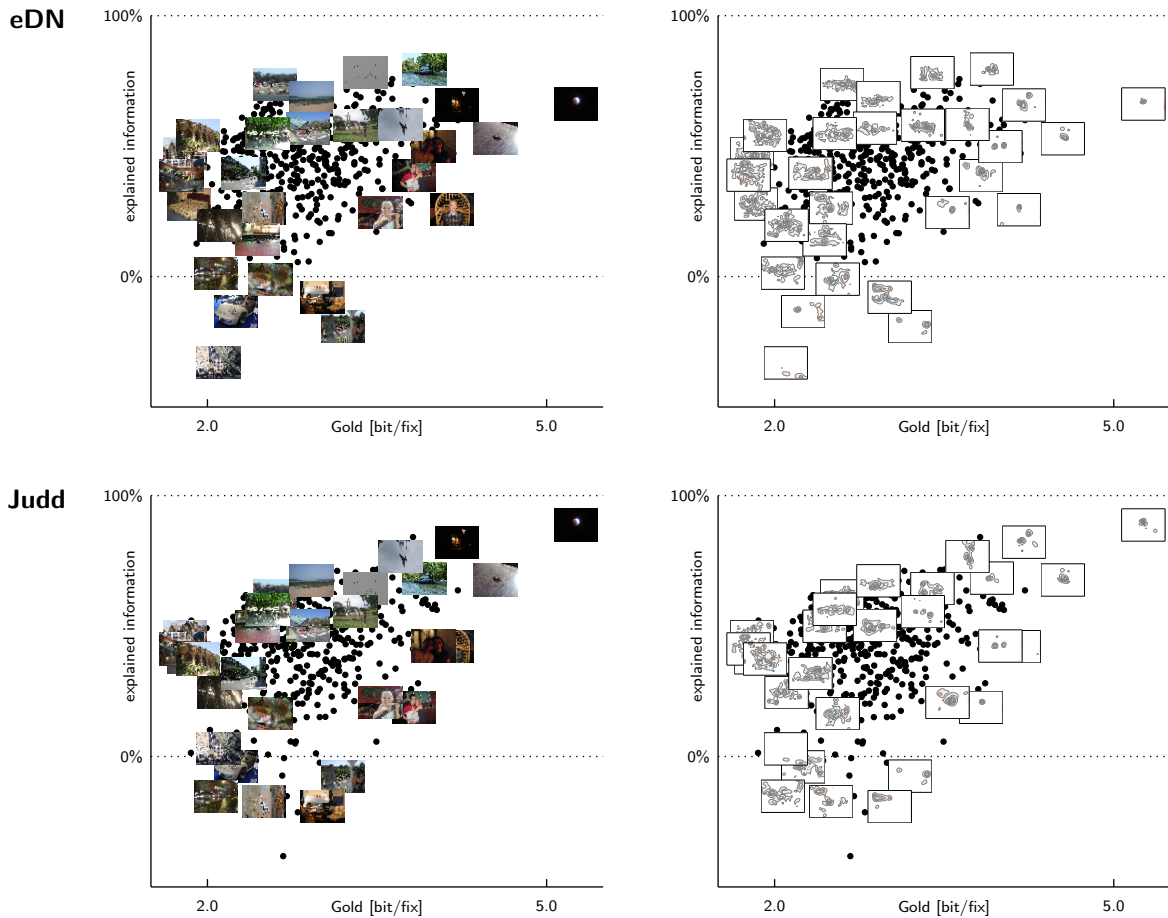 eDN
100%
100%
explained information
explained information
0%
0%
2.0
Gold [bit/fix]
5.0
2.0
Gold [bit/fix]
5.0
Judd
100%
100%
explained information
explained information
0%
0%
2.0
Gold [bit/fix]
5.0
2.0
Gold [bit/fix]
5.0